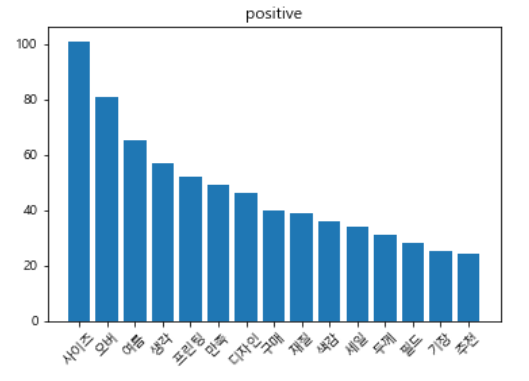 positive
100
80
60
40
20
0
사이즈
오버
여름
생각
프린팅
만족
디자인
구매
재질
색감
세일
두께
필드
기장
추천